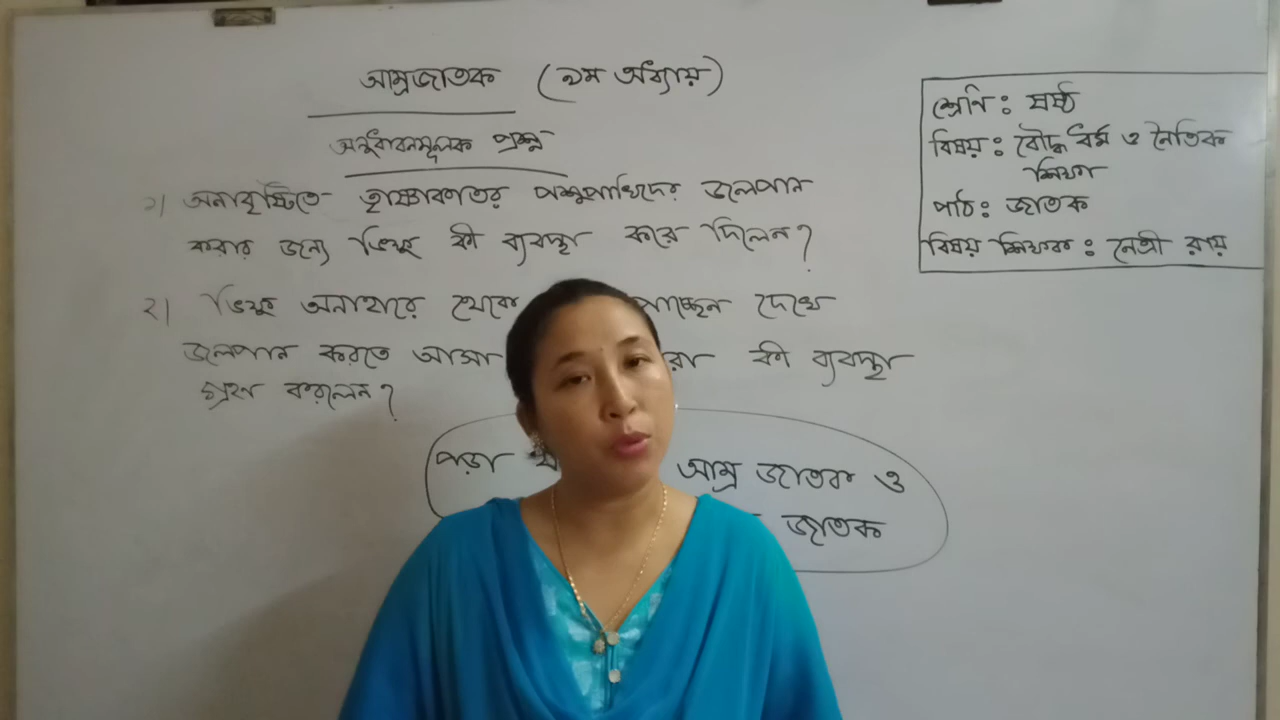 আম্রজাতক (৯ম অধ্যায়)
অনুধাবনমূলক প্রশ্ন
১। অনাবৃষ্টিতে তৃষ্ণাকাতর পশুপাখিদের জলপান
করার জন্য ভিক্ষু কী ব্যবস্থা করে দিলেন?
২। ভিক্ষু অনাহারে থেকে পাচ্ছেন দেখে
জলপান করতে আসা রা কী ব্যবস্থা
গ্রহণ করলেন?
পড়া আম্র জাতক ও
জাতক
শ্রেণি : ষষ্ঠ
বিষয় : বৌদ্ধ ধর্ম ও নৈতিক
শিক্ষা
পাঠ : জাতক
বিষয় শিক্ষক : নেত্রী রায়